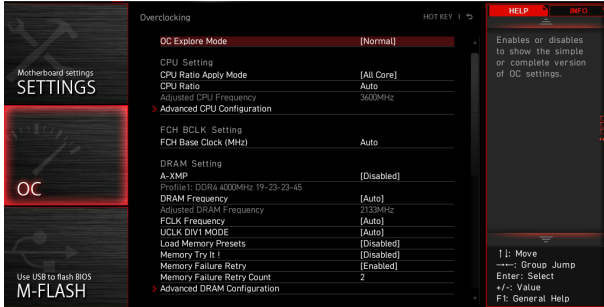 Motherboard settings
SETTINGS
OC
Use USB to flash BIOS
M-FLASH
Overclocking
HOT KEY |
OC Explore Mode [Normal]
CPU Setting
CPU Ratio Apply Mode [All Core]
CPU Ratio Auto
Adjusted CPU Frequency 3600MHz
Advanced CPU Configuration
FCH BCLK Setting
FCH Base Clock (MHz) Auto
DRAM Setting
A-XMP [Disabled]
Profile1: DDR4 4000MHz 19-23-23-45
DRAM Frequency [Auto]
Adjusted DRAM Frequency 2133MHz
FCLK Frequency [Auto]
UCLK DIV1 MODE [Auto]
Load Memory Presets [Disabled]
Memory Try It ! [Disabled]
Memory Failure Retry [Enabled]
Memory Failure Retry Count 2
Advanced DRAM Configuration
HELP INFO
Enables or disables
to show the simple
or complete version
of OC settings.
↑↓: Move
→←: Group Jump
Enter: Select
+/-: Value
F1: General Help